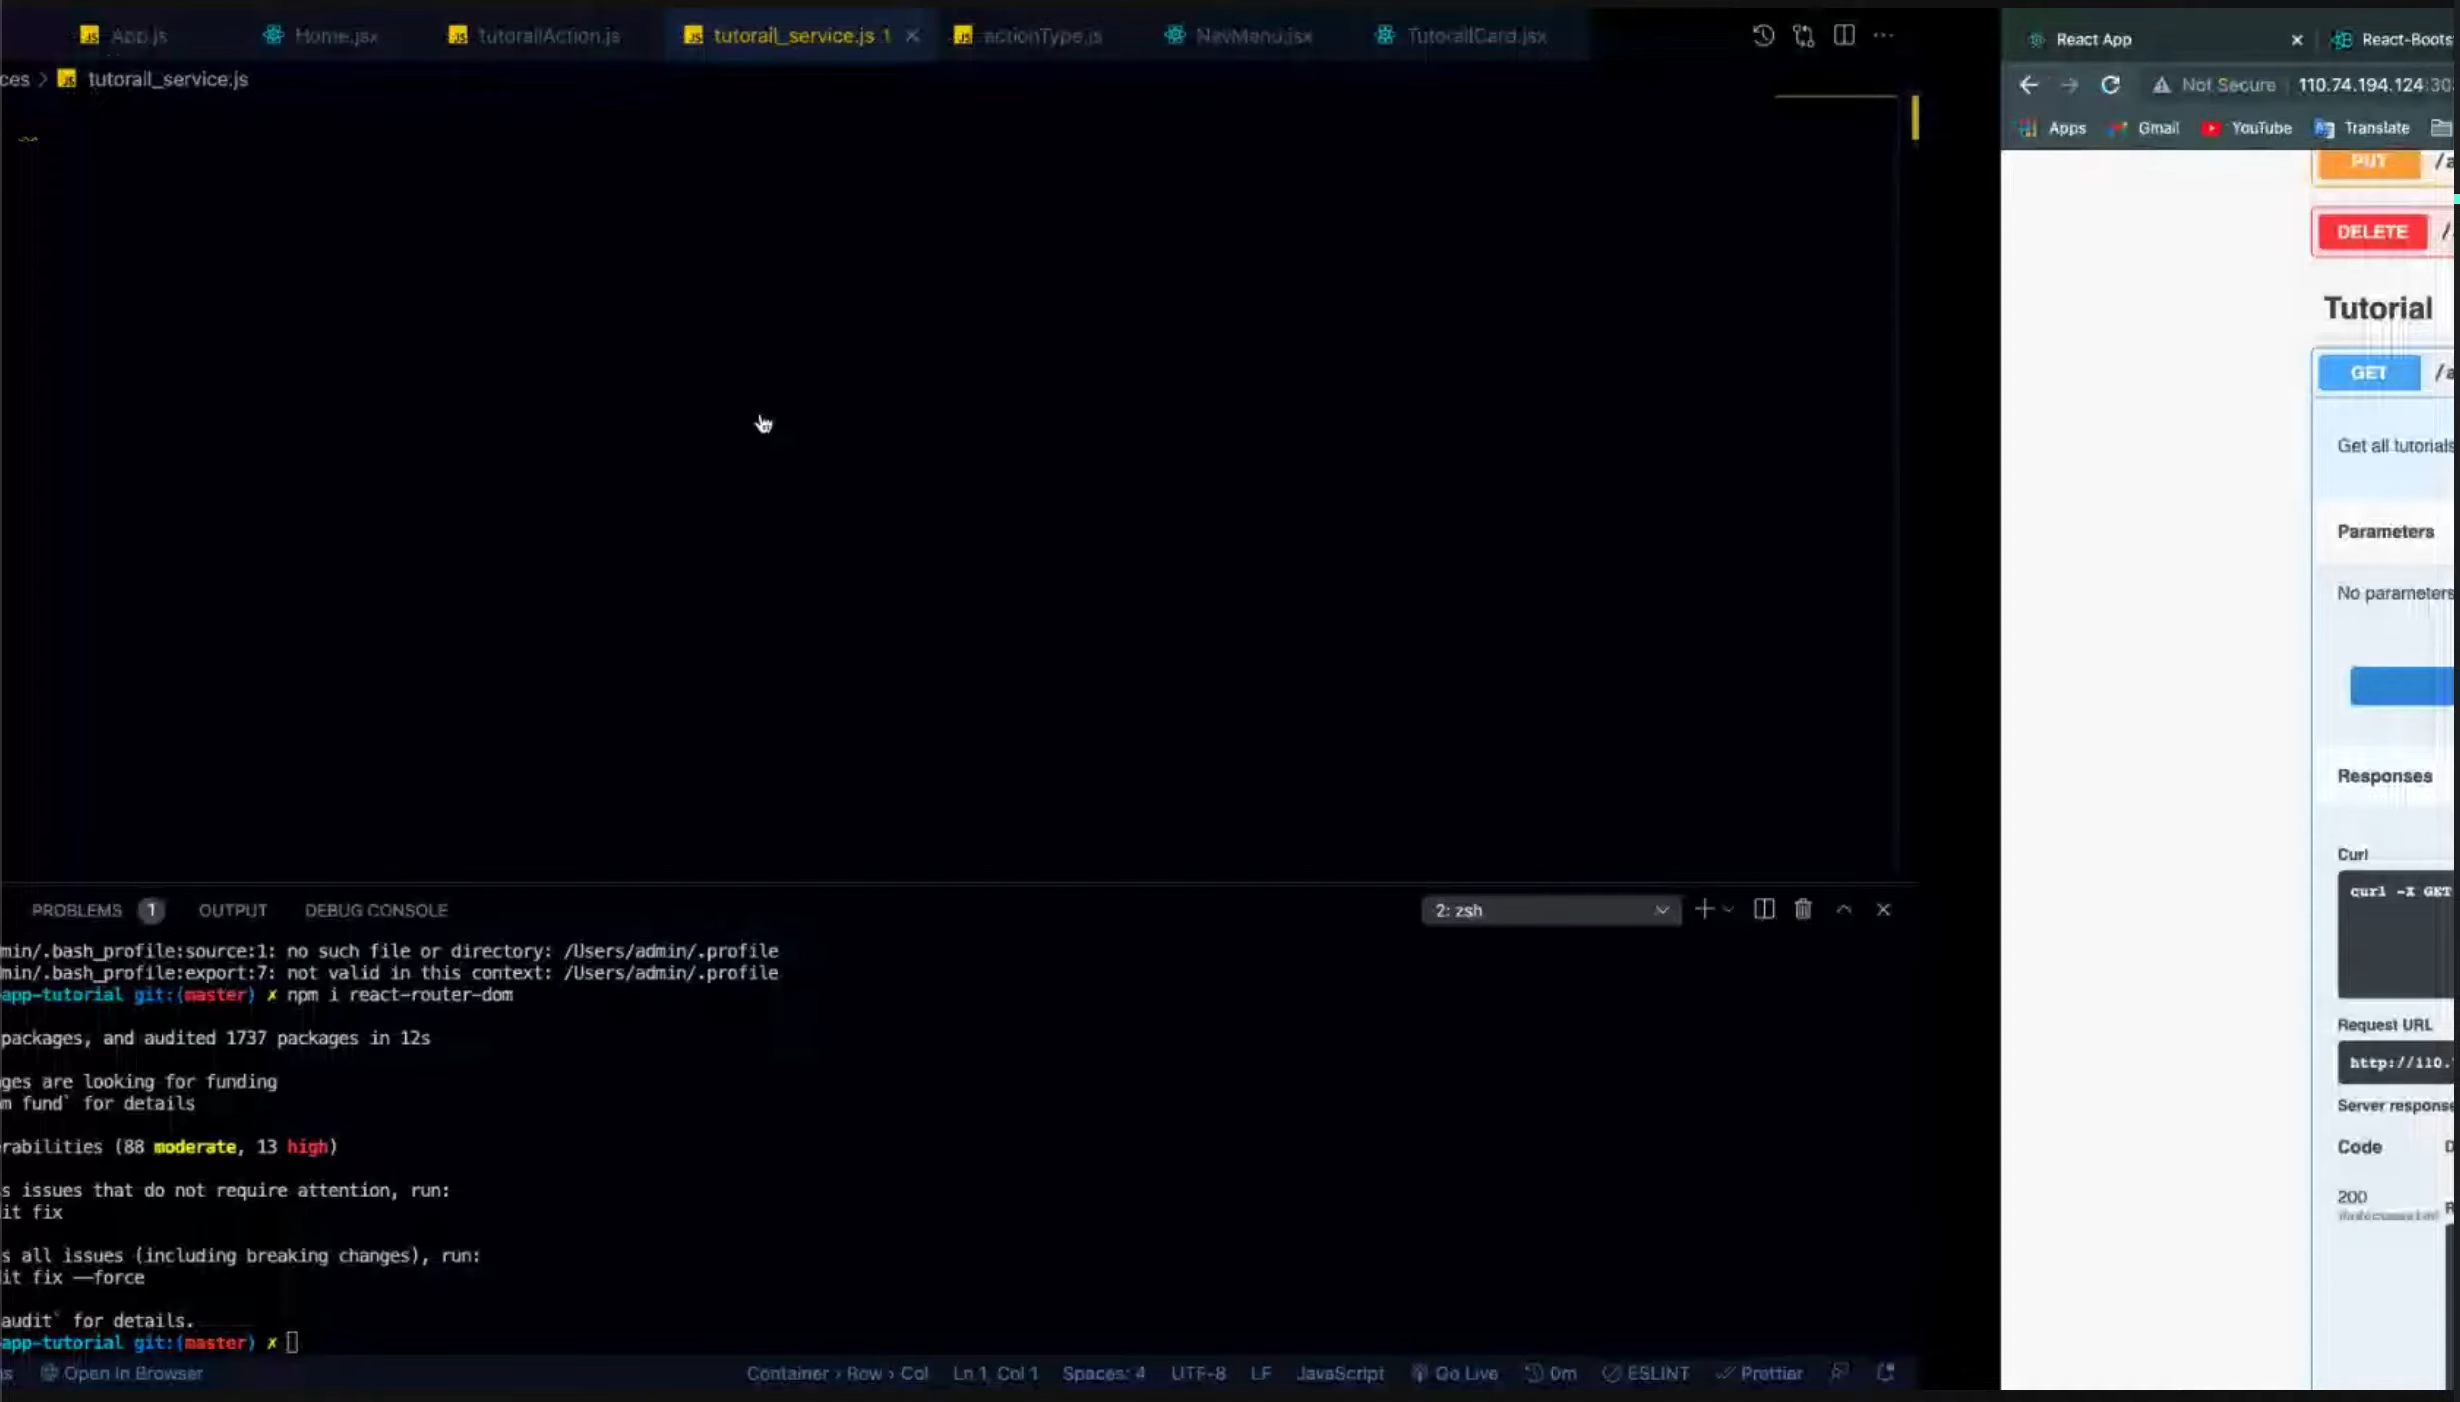 App.js
Home.jsx
tutorailAction.js
tutorail_service.js 1
actionType.js
NavMenu.jsx
TutorailCard.jsx
ces > tutorail_service.js
PROBLEMS 1 OUTPUT DEBUG CONSOLE
2: zsh
min/.bash_profile:source:1: no such file or directory: /Users/admin/.profile
min/.bash_profile:export:7: not valid in this context: /Users/admin/.profile
app-tutorial git:(master) ✗ npm i react-router-dom
packages, and audited 1737 packages in 12s
ges are looking for funding
m fund` for details
rabilities (88 moderate, 13 high)
s issues that do not require attention, run:
it fix
s all issues (including breaking changes), run:
it fix --force
audit` for details.
app-tutorial git:(master) ✗
ns Open In Browser
Container > Row > Col Ln 1, Col 1 Spaces: 4 UTF-8 LF JavaScript Go Live 0m ESLINT Prettier
React App
React-Boots
Not Secure 110.74.194.124:30
Apps Gmail YouTube Translate
PUT /a
DELETE /
Tutorial
GET /a
Get all tutorials
Parameters
No parameters
Responses
Curl
curl -X GET
Request URL
http://110.
Server response
Code D
200